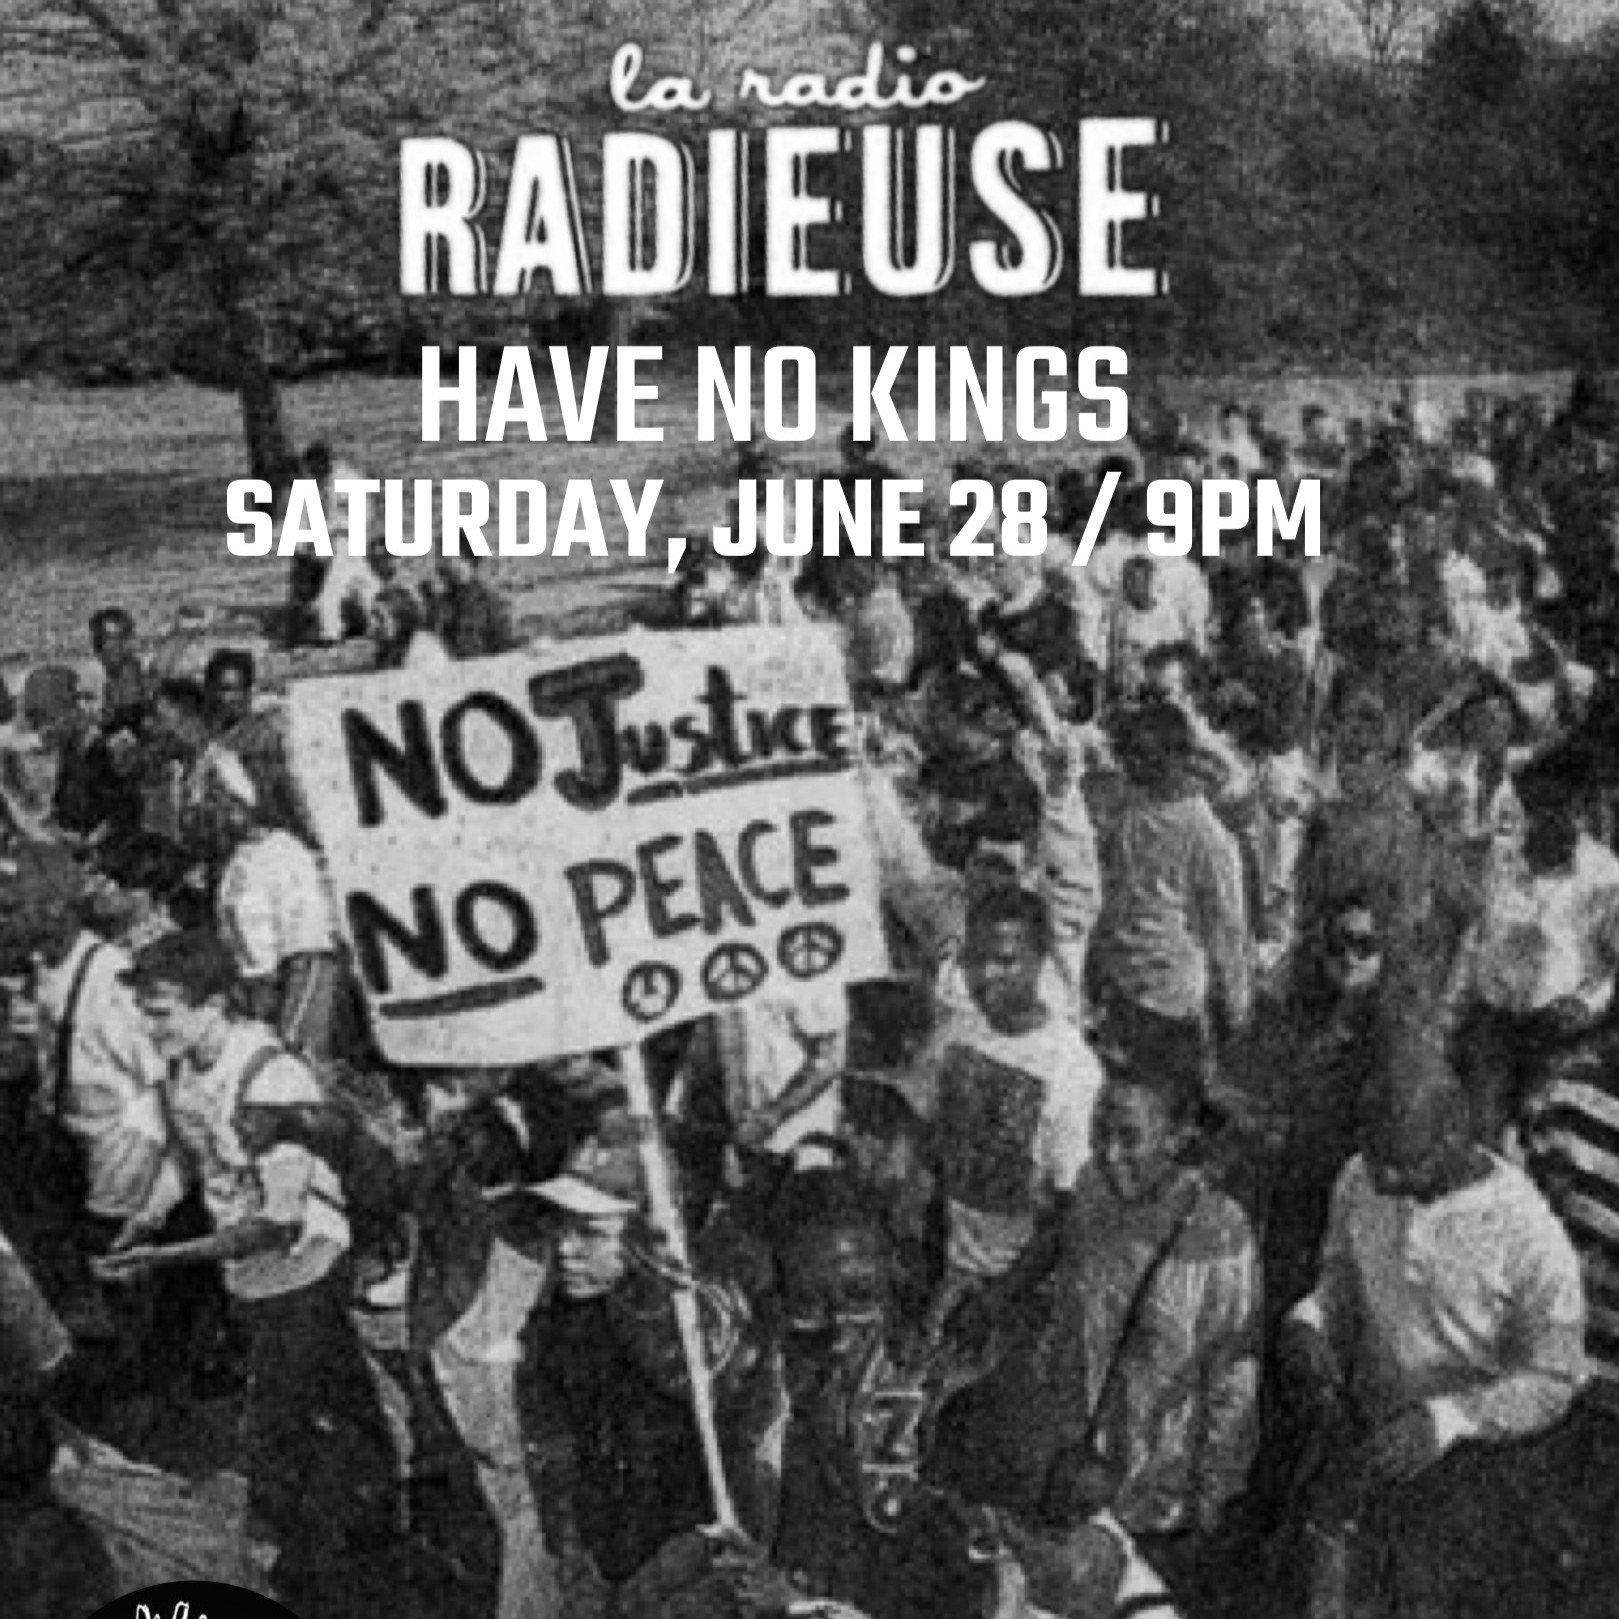 la radio
RADIEUSE
HAVE NO KINGS
SATURDAY, JUNE 28 / 9PM
NO Justice
NO PEACE